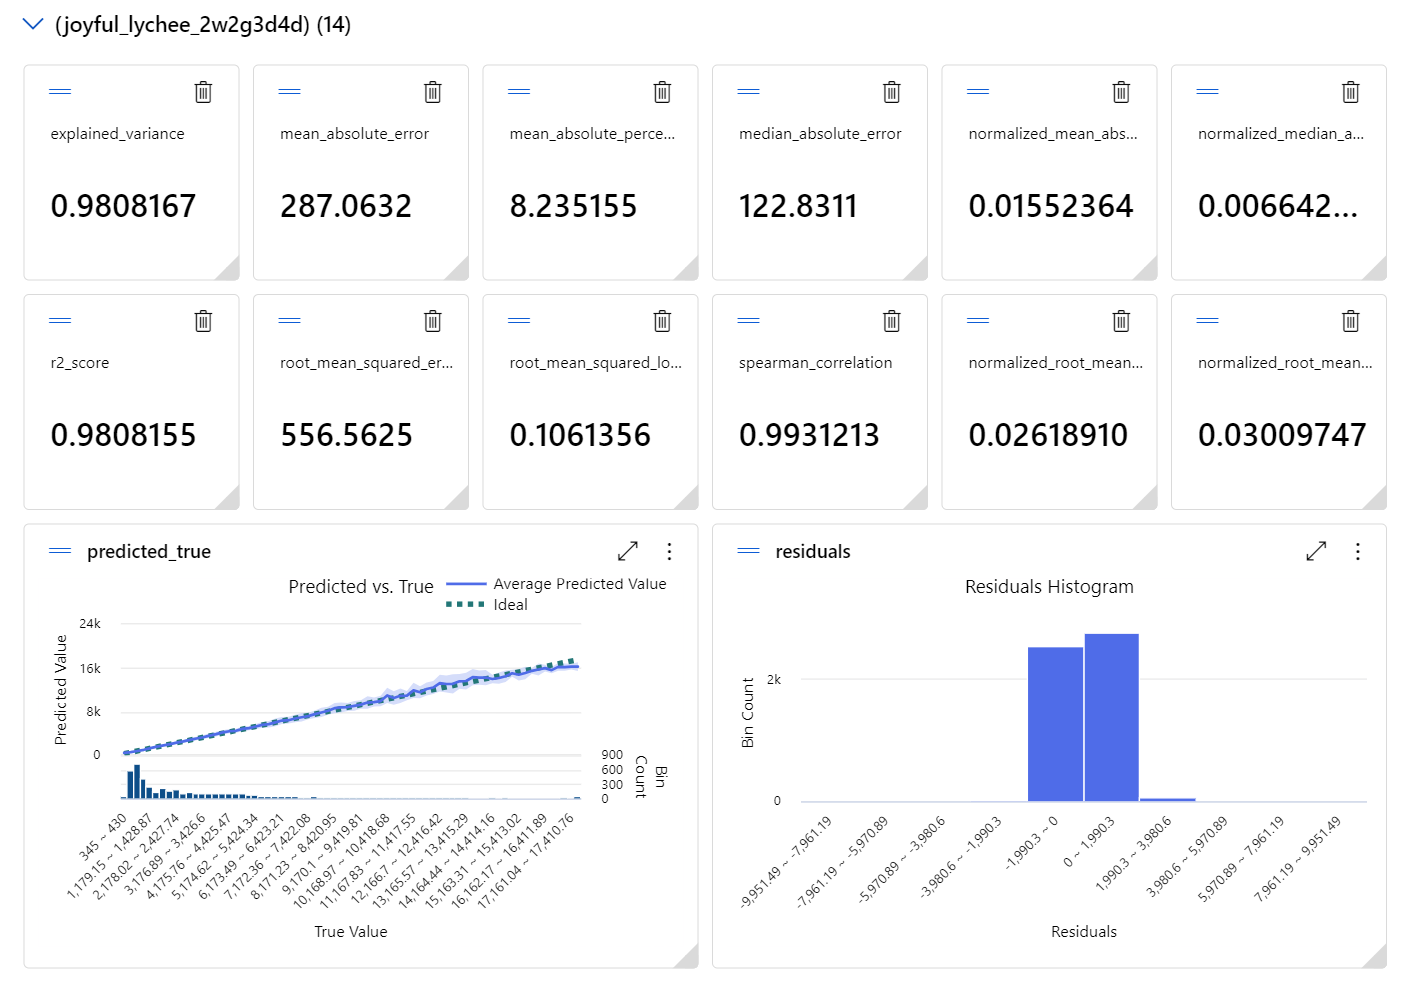 (joyful_lychee_2w2g3d4d) (14)
explained_variance
0.9808167
mean_absolute_error
287.0632
mean_absolute_perce...
8.235155
median_absolute_error
122.8311
normalized_mean_abs...
0.01552364
normalized_median_a...
0.006642...
r2_score
0.9808155
root_mean_squared_er...
556.5625
root_mean_squared_lo...
0.1061356
spearman_correlation
0.9931213
normalized_root_mean...
0.02618910
normalized_root_mean...
0.03009747
predicted_true
Predicted vs. True
Average Predicted Value
Ideal
Predicted Value
24k
16k
8k
0
900
600
300
0
Bin
Count
345 ~ 430
1,179.15 ~ 1,428.87
2,178.02 ~ 2,427.74
3,176.89 ~ 3,426.6
4,175.76 ~ 4,425.47
5,174.62 ~ 5,424.34
6,173.49 ~ 6,423.21
7,172.36 ~ 7,422.08
8,171.23 ~ 8,420.95
9,170.1 ~ 9,419.81
10,168.97 ~ 10,418.68
11,167.83 ~ 11,417.55
12,166.7 ~ 12,416.42
13,165.57 ~ 13,415.29
14,164.44 ~ 14,414.16
15,163.31 ~ 15,413.02
16,162.17 ~ 16,411.89
17,161.04 ~ 17,410.76
True Value
residuals
Residuals Histogram
Bin Count
2k
0
-9,951.49 ~ -7,961.19
-7,961.19 ~ -5,970.89
-5,970.89 ~ -3,980.6
-3,980.6 ~ -1,990.3
-1,990.3 ~ 0
0 ~ 1,990.3
1,990.3 ~ 3,980.6
3,980.6 ~ 5,970.89
5,970.89 ~ 7,961.19
7,961.19 ~ 9,951.49
Residuals